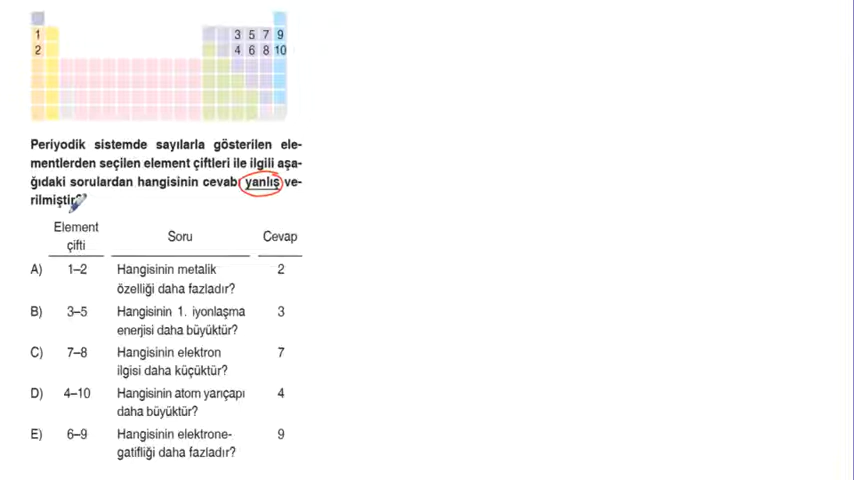 1 3 5 7 9
2 4 6 8 10
Periyodik sistemde sayılarla gösterilen ele-
mentlerden seçilen element çiftleri ile ilgili aşa-
ğıdaki sorulardan hangisinin cevabı yanlış ve-
rilmiştir?
Element
çifti
Soru
Cevap
A) 1–2 Hangisinin metalik 2
özelliği daha fazladır?
B) 3–5 Hangisinin 1. iyonlaşma 3
enerjisi daha büyüktür?
C) 7–8 Hangisinin elektron 7
ilgisi daha küçüktür?
D) 4–10 Hangisinin atom yarıçapı 4
daha büyüktür?
E) 6–9 Hangisinin elektrone- 9
gatifliği daha fazladır?